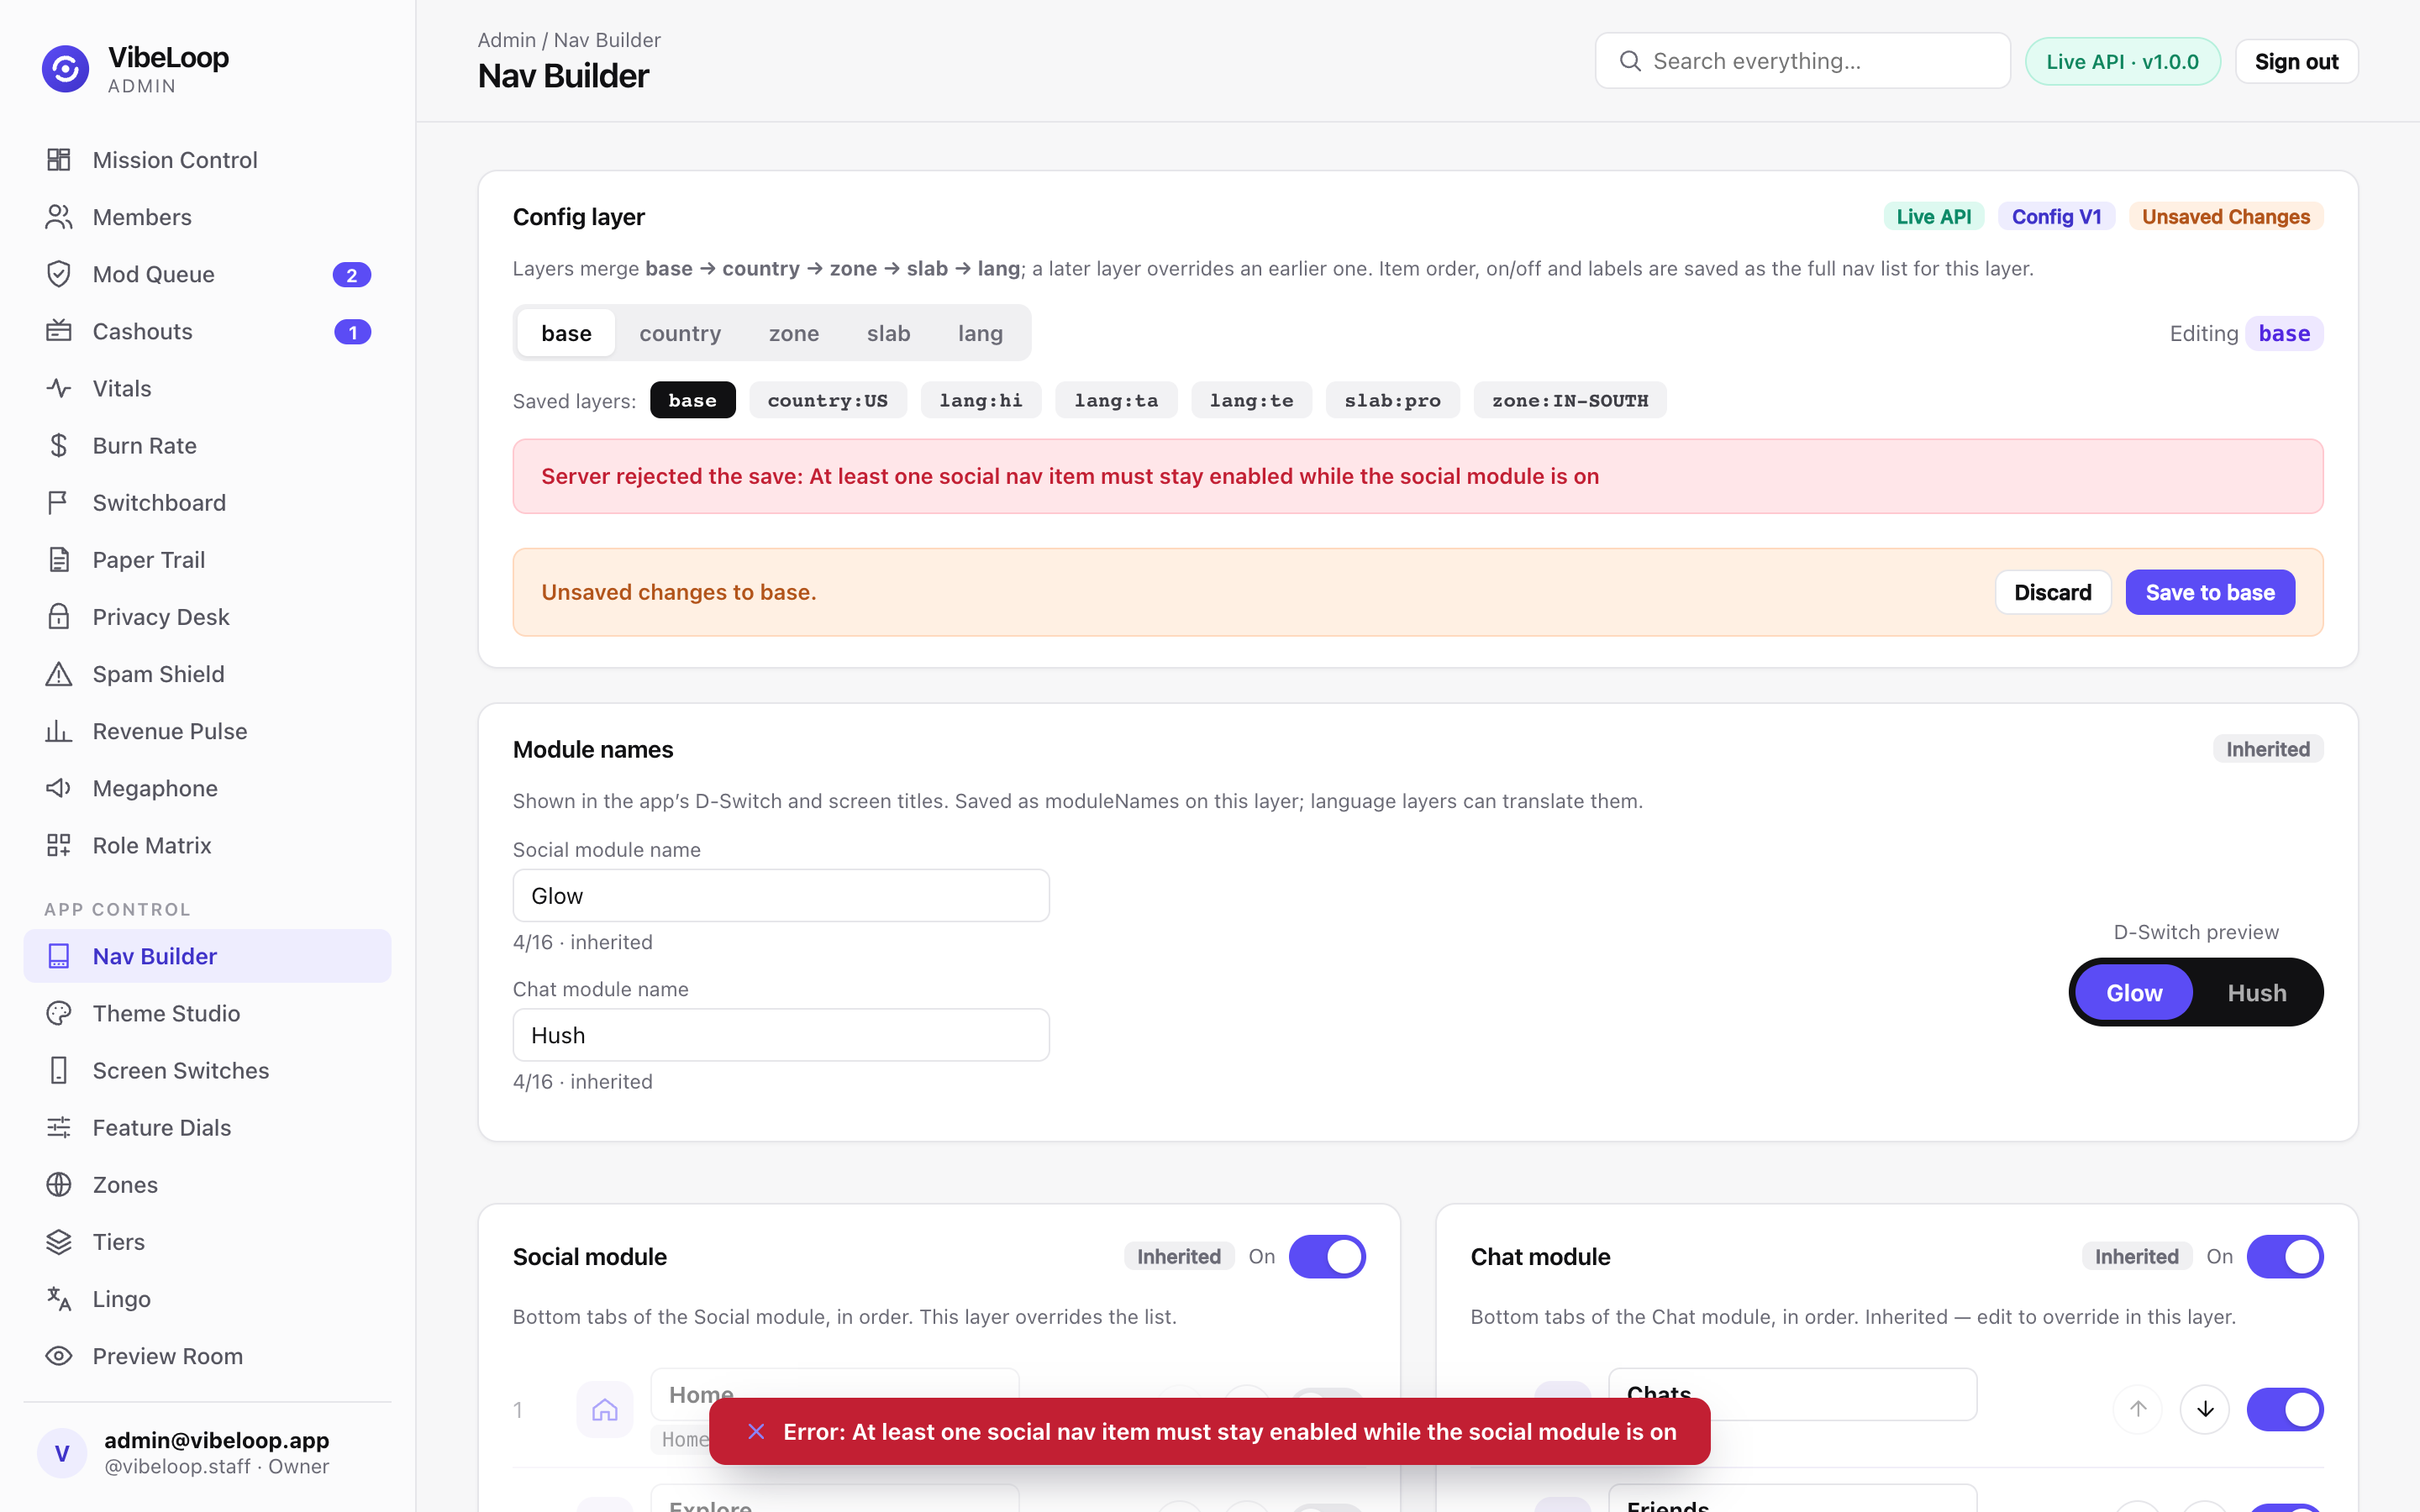 VibeLoop
ADMIN
Mission Control
Members
Mod Queue 2
Cashouts 1
Vitals
Burn Rate
Switchboard
Paper Trail
Privacy Desk
Spam Shield
Revenue Pulse
Megaphone
Role Matrix
APP CONTROL
Nav Builder
Theme Studio
Screen Switches
Feature Dials
Zones
Tiers
Lingo
Preview Room
V
admin@vibeloop.app
@vibeloop.staff · Owner
Admin / Nav Builder
Nav Builder
Search everything...
Live API · v1.0.0
Sign out
Config layer
Live API Config V1 Unsaved Changes
Layers merge base → country → zone → slab → lang; a later layer overrides an earlier one. Item order, on/off and labels are saved as the full nav list for this layer.
base country zone slab lang
Editing base
Saved layers: base country:US lang:hi lang:ta lang:te slab:pro zone:IN-SOUTH
Server rejected the save: At least one social nav item must stay enabled while the social module is on
Unsaved changes to base.
Discard Save to base
Module names
Inherited
Shown in the app’s D-Switch and screen titles. Saved as moduleNames on this layer; language layers can translate them.
Social module name
Glow
4/16 · inherited
Chat module name
Hush
4/16 · inherited
D-Switch preview
Glow Hush
Social module
Inherited On
Bottom tabs of the Social module, in order. This layer overrides the list.
1
Home
Home
Explore
Chat module
Inherited On
Bottom tabs of the Chat module, in order. Inherited — edit to override in this layer.
Chats
Friends
Error: At least one social nav item must stay enabled while the social module is on